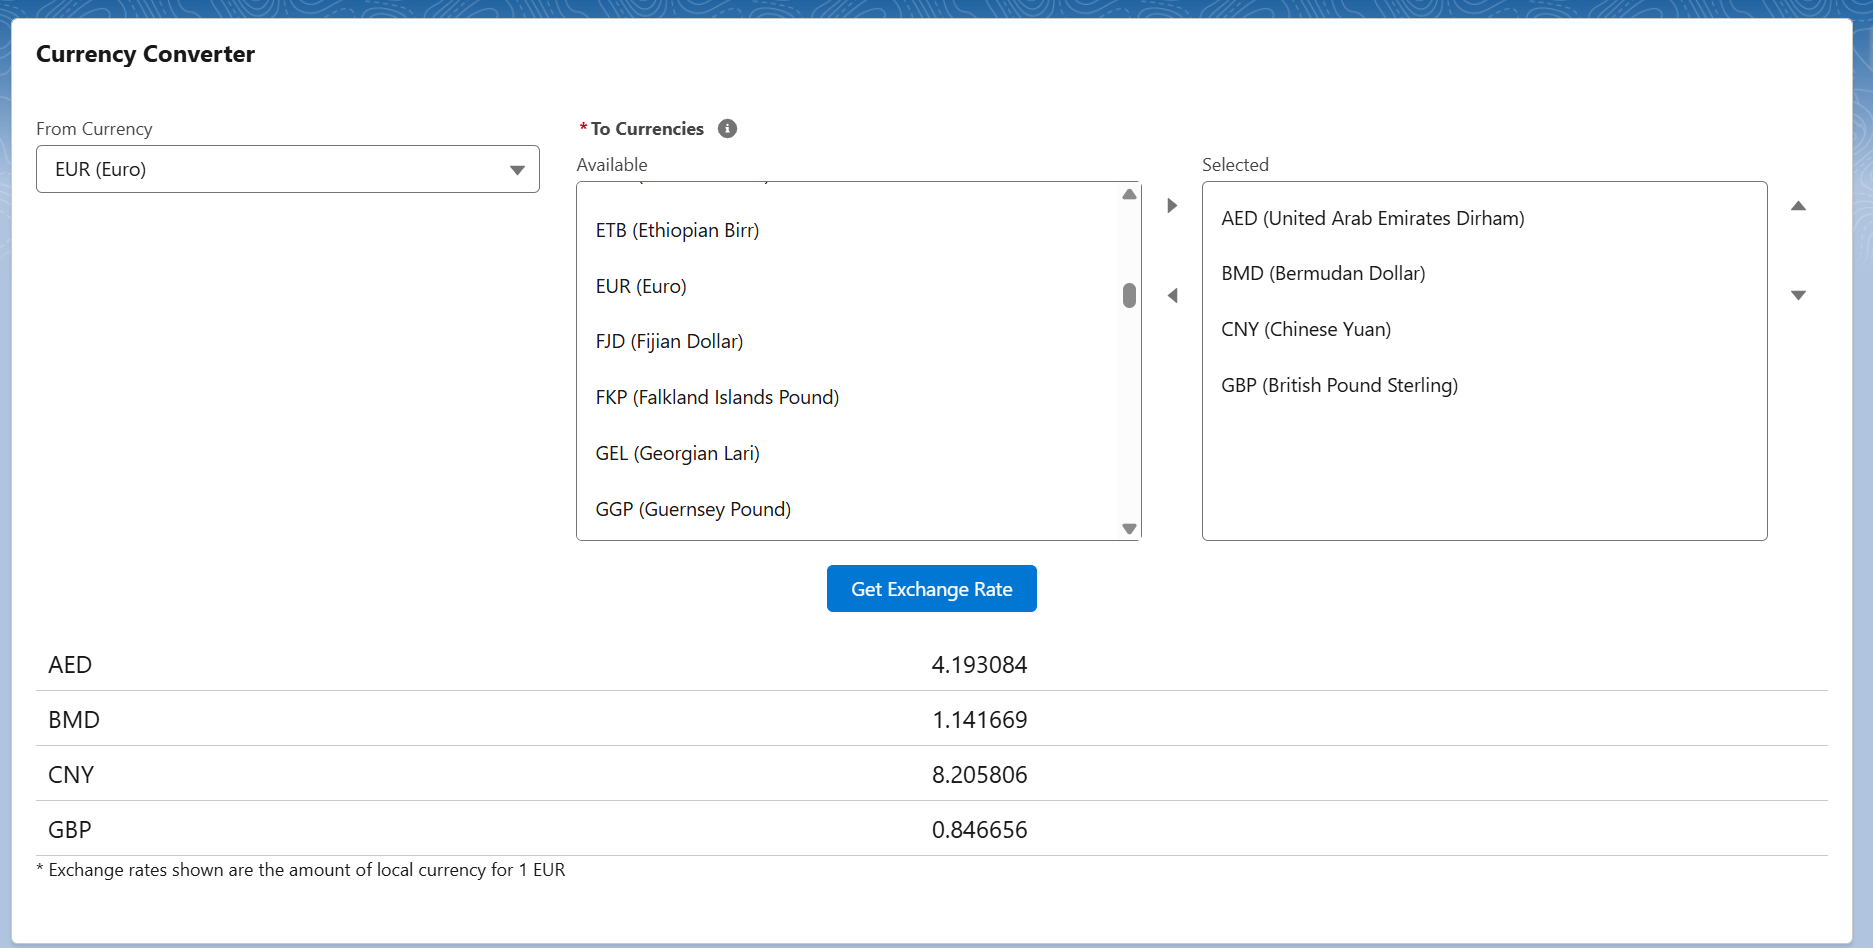 Currency Converter
From Currency
EUR (Euro)
* To Currencies
Available
ETB (Ethiopian Birr)
EUR (Euro)
FJD (Fijian Dollar)
FKP (Falkland Islands Pound)
GEL (Georgian Lari)
GGP (Guernsey Pound)
Selected
AED (United Arab Emirates Dirham)
BMD (Bermudan Dollar)
CNY (Chinese Yuan)
GBP (British Pound Sterling)
Get Exchange Rate
AED 4.193084
BMD 1.141669
CNY 8.205806
GBP 0.846656
* Exchange rates shown are the amount of local currency for 1 EUR